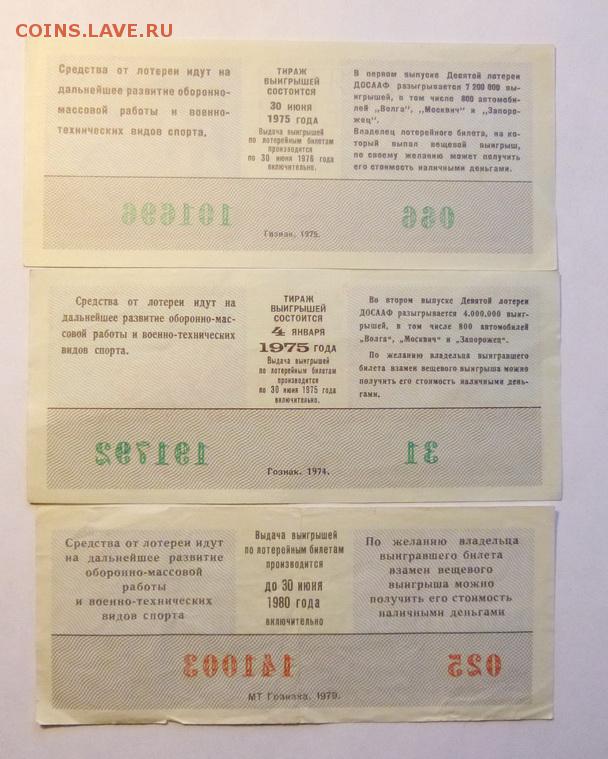 COINS.LAVE.RU
Средства от лотереи идут на
дальнейшее развитие оборонно-
массовой работы и военно-
технических видов спорта.
ТИРАЖ
ВЫИГРЫШЕЙ
СОСТОИТСЯ
30 ИЮНЯ
1975 ГОДА
Выдача выигрышей
по лотерейным билетам
производится
по 30 июня 1976 года
включительно.
В первом выпуске Девятой лотереи
ДОСААФ разыгрывается 7 200 000 вы-
игрышей, в том числе 800 автомоби-
лей „Волга", „Москвич" и „Запоро-
жец".
Владелец лотерейного билета, на ко-
торый выпал вещевой выигрыш,
по своему желанию может получить
его стоимость наличными деньгами.
101696
066
Гознак. 1975.
Средства от лотереи идут на
дальнейшее развитие оборонно-мас-
совой работы и военно-технических
видов спорта.
ТИРАЖ
ВЫИГРЫШЕЙ
СОСТОИТСЯ
4 ЯНВАРЯ
1975 ГОДА
Выдача выигрышей
по лотерейным билетам
производится
по 30 июня 1975 года
включительно.
Во втором выпуске Девятой лотереи
ДОСААФ разыгрывается 4.000.000 выиг-
рышей, в том числе 800 автомобилей
„Волга", „Москвич" и „Запорожец".
По желанию владельца выигравшего
билета взамен вещевого выигрыша можно
получить его стоимость наличными день-
гами.
191792
31
Гознак. 1974.
Средства от лотереи идут
на дальнейшее развитие
оборонно-массовой
работы
и военно-технических
видов спорта
Выдача выигрышей
по лотерейным билетам
производится
до 30 июня
1980 года
включительно
По желанию владельца
выигравшего билета
взамен вещевого
выигрыша можно
получить его стоимость
наличными деньгами
141003
025
МТ Гознака. 1979.